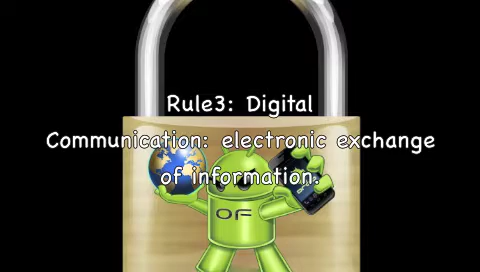 Rule3: Digital
Communication: electronic exchange
of information.
OF